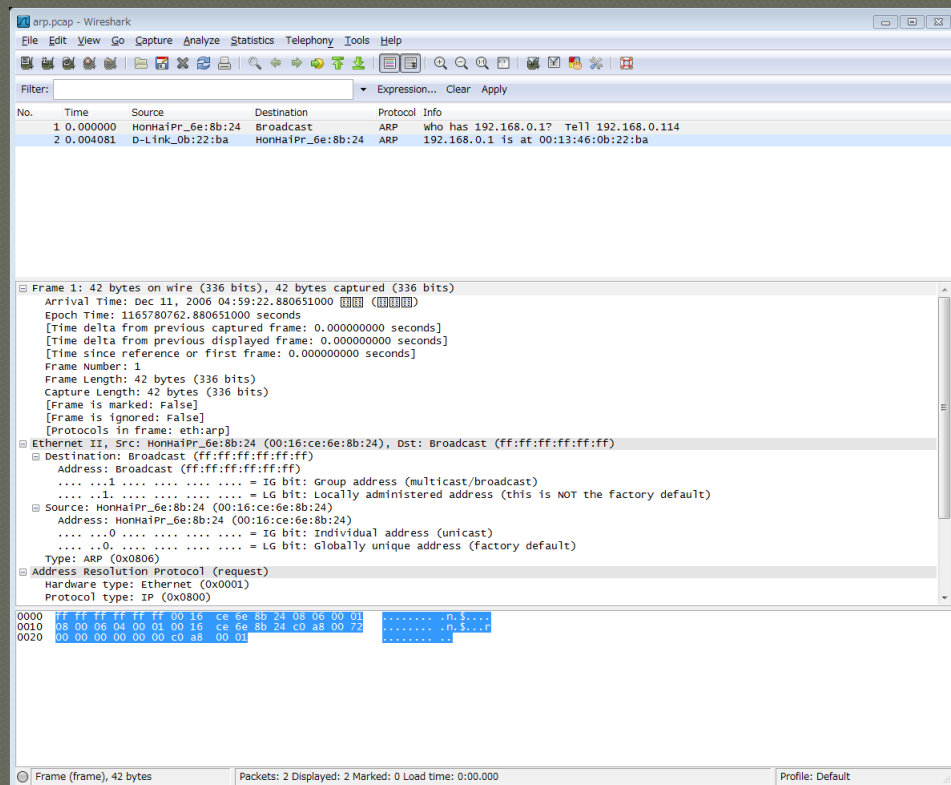 arp.pcap - Wireshark
File Edit View Go Capture Analyze Statistics Telephony Tools Help
Filter: Expression... Clear Apply
No. Time Source Destination Protocol Info
1 0.000000 HonHaiPr_6e:8b:24 Broadcast ARP Who has 192.168.0.1? Tell 192.168.0.114
2 0.004081 D-Link_0b:22:ba HonHaiPr_6e:8b:24 ARP 192.168.0.1 is at 00:13:46:0b:22:ba
Frame 1: 42 bytes on wire (336 bits), 42 bytes captured (336 bits)
Arrival Time: Dec 11, 2006 04:59:22.880651000 ( )
Epoch Time: 1165780762.880651000 seconds
[Time delta from previous captured frame: 0.000000000 seconds]
[Time delta from previous displayed frame: 0.000000000 seconds]
[Time since reference or first frame: 0.000000000 seconds]
Frame Number: 1
Frame Length: 42 bytes (336 bits)
Capture Length: 42 bytes (336 bits)
[Frame is marked: False]
[Frame is ignored: False]
[Protocols in frame: eth:arp]
Ethernet II, Src: HonHaiPr_6e:8b:24 (00:16:ce:6e:8b:24), Dst: Broadcast (ff:ff:ff:ff:ff:ff)
Destination: Broadcast (ff:ff:ff:ff:ff:ff)
Address: Broadcast (ff:ff:ff:ff:ff:ff)
.... ...1 .... .... .... .... = IG bit: Group address (multicast/broadcast)
.... ..1. .... .... .... .... = LG bit: Locally administered address (this is NOT the factory default)
Source: HonHaiPr_6e:8b:24 (00:16:ce:6e:8b:24)
Address: HonHaiPr_6e:8b:24 (00:16:ce:6e:8b:24)
.... ...0 .... .... .... .... = IG bit: Individual address (unicast)
.... ..0. .... .... .... .... = LG bit: Globally unique address (factory default)
Type: ARP (0x0806)
Address Resolution Protocol (request)
Hardware type: Ethernet (0x0001)
Protocol type: IP (0x0800)
0000 ff ff ff ff ff ff 00 16 ce 6e 8b 24 08 06 00 01 ........ .n.$....
0010 08 00 06 04 00 01 00 16 ce 6e 8b 24 c0 a8 00 72 ........ .n.$...r
0020 00 00 00 00 00 00 c0 a8 00 01 ........ ..
Frame (frame), 42 bytes Packets: 2 Displayed: 2 Marked: 0 Load time: 0:00.000 Profile: Default